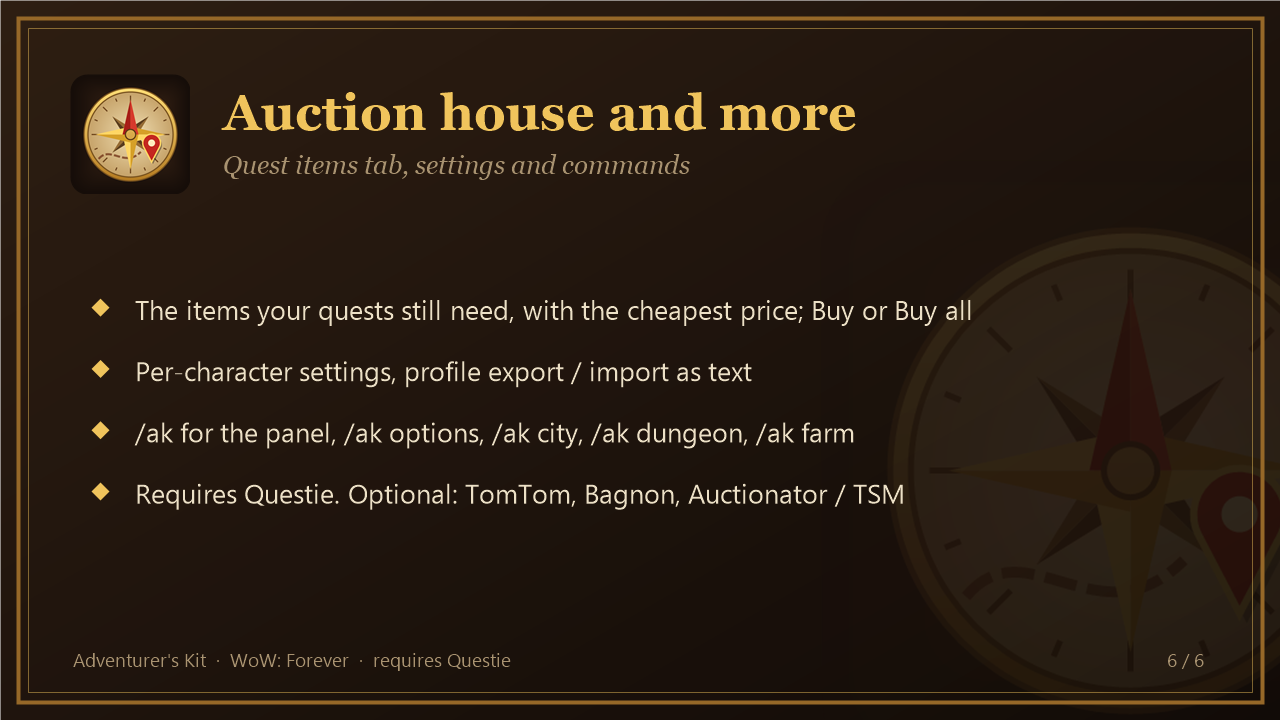 Auction house and more
Quest items tab, settings and commands
The items your quests still need, with the cheapest price; Buy or Buy all
Per-character settings, profile export / import as text
/ak for the panel, /ak options, /ak city, /ak dungeon, /ak farm
Requires Questie. Optional: TomTom, Bagnon, Auctionator / TSM
Adventurer's Kit · WoW: Forever · requires Questie
6 / 6